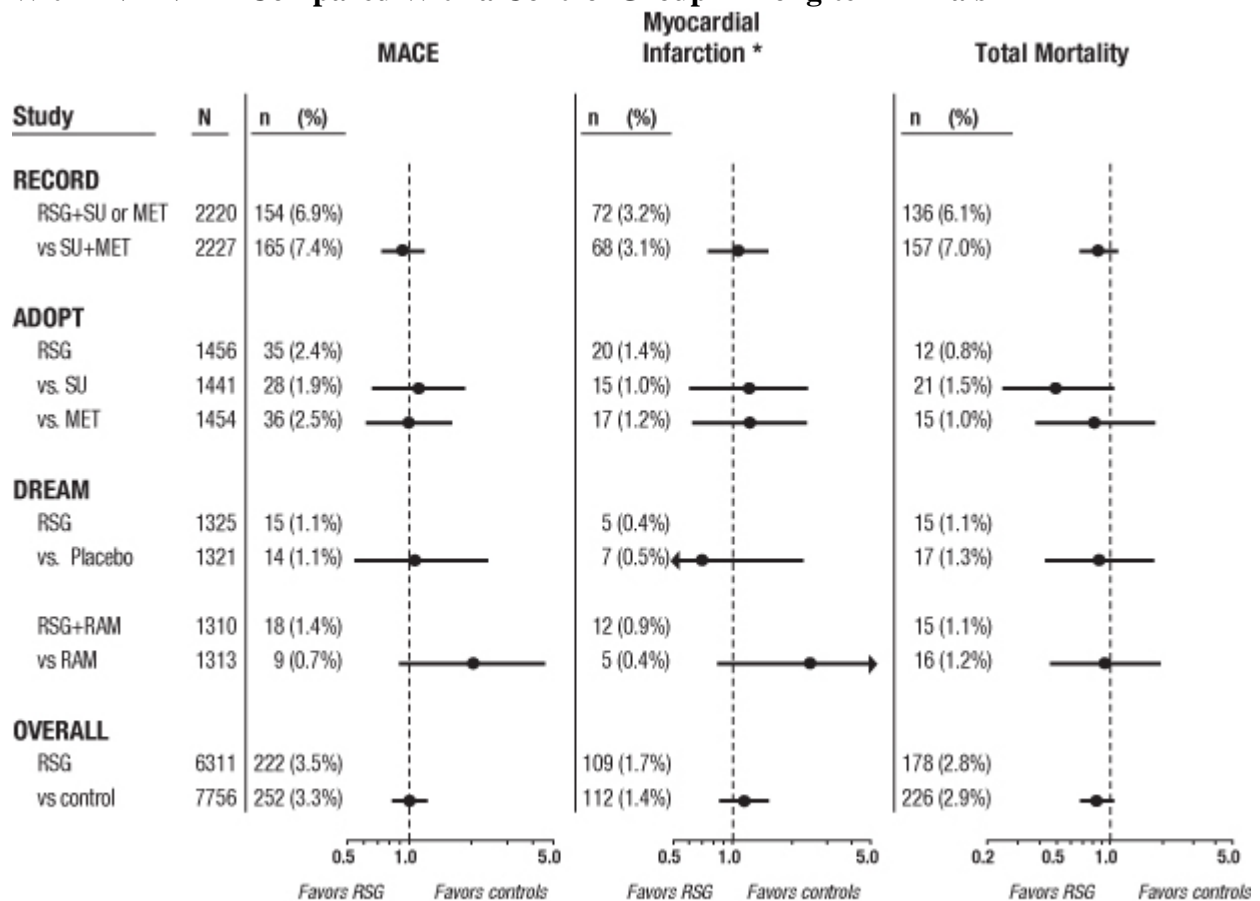 Compared With a Control Group in Long-term Trials
MACE
Myocardial
Infarction *
Total Mortality
Study N n (%) n (%) n (%)
RECORD
RSG+SU or MET 2220 154 (6.9%) 72 (3.2%) 136 (6.1%)
vs SU+MET 2227 165 (7.4%) 68 (3.1%) 157 (7.0%)
ADOPT
RSG 1456 35 (2.4%) 20 (1.4%) 12 (0.8%)
vs. SU 1441 28 (1.9%) 15 (1.0%) 21 (1.5%)
vs. MET 1454 36 (2.5%) 17 (1.2%) 15 (1.0%)
DREAM
RSG 1325 15 (1.1%) 5 (0.4%) 15 (1.1%)
vs. Placebo 1321 14 (1.1%) 7 (0.5%) 17 (1.3%)
RSG+RAM 1310 18 (1.4%) 12 (0.9%) 15 (1.1%)
vs RAM 1313 9 (0.7%) 5 (0.4%) 16 (1.2%)
OVERALL
RSG 6311 222 (3.5%) 109 (1.7%) 178 (2.8%)
vs control 7756 252 (3.3%) 112 (1.4%) 226 (2.9%)
0.5 1.0 5.0 0.5 1.0 5.0 0.2 0.5 1.0 5.0
Favors RSG Favors controls Favors RSG Favors controls Favors RSG Favors controls